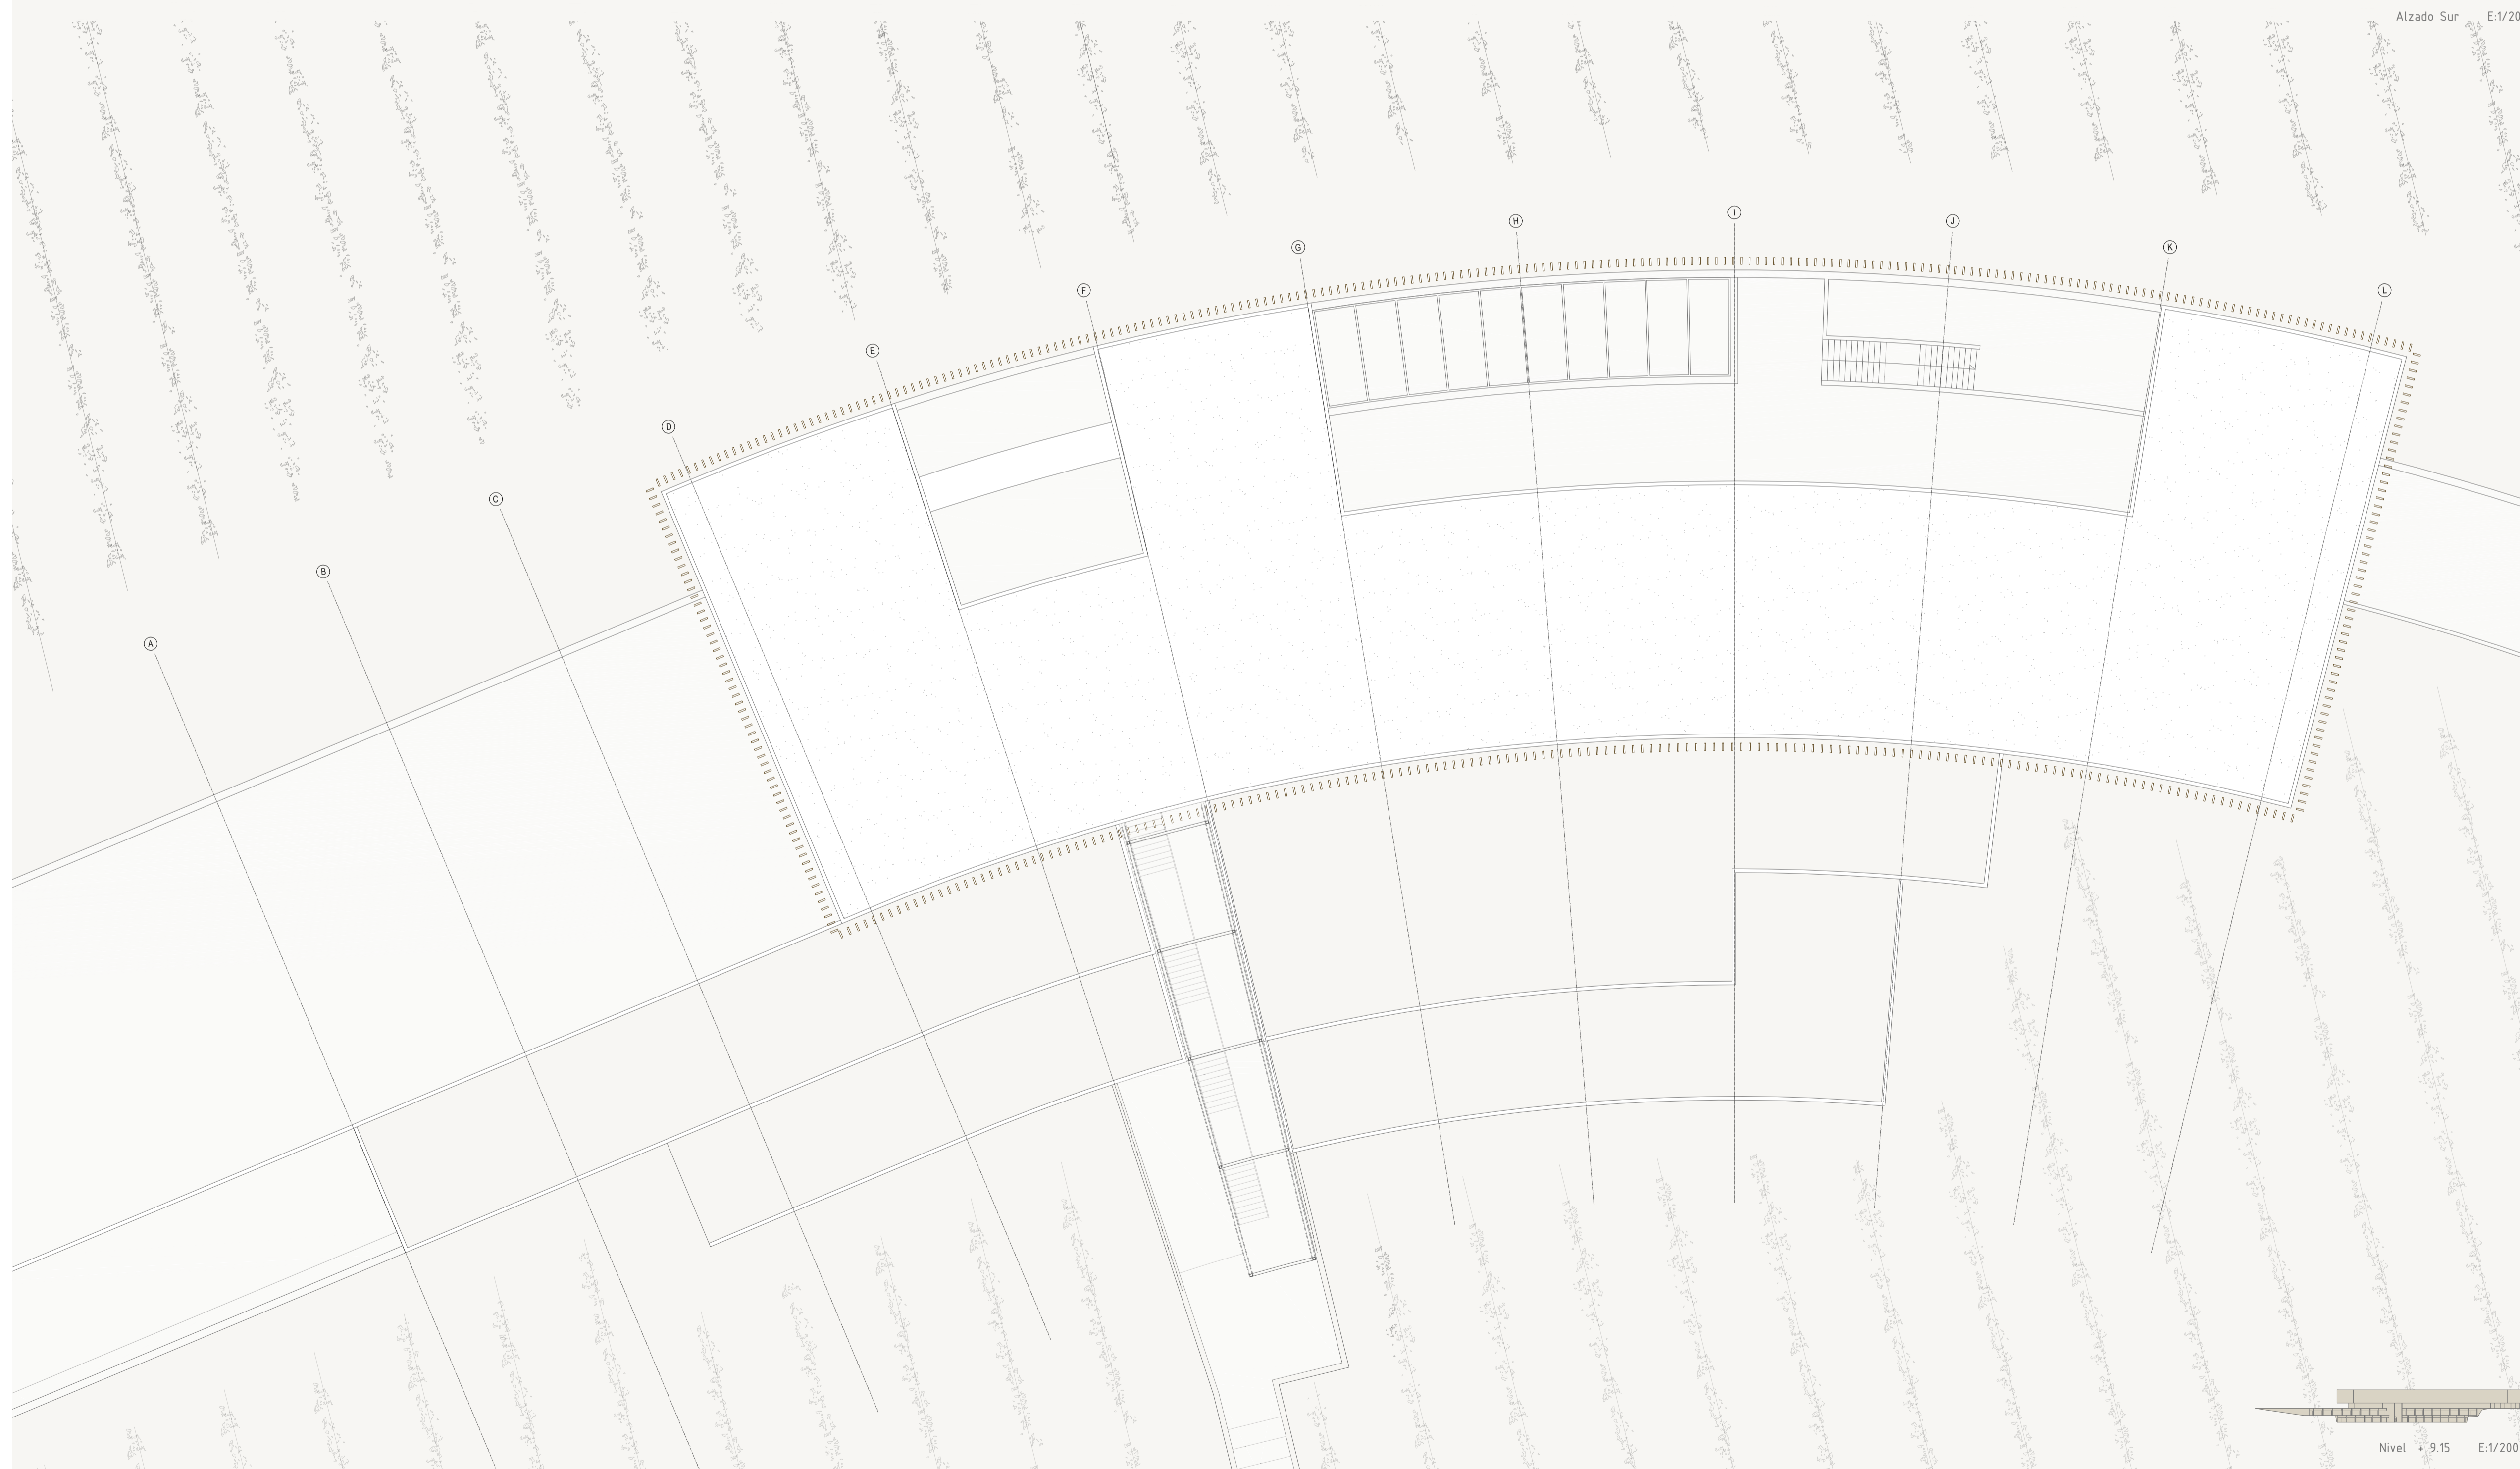 Alzado Sur E:1/20
I
H
J
G
K
F
L
E
D
C
B
A
Nivel + 9.15 E:1/200